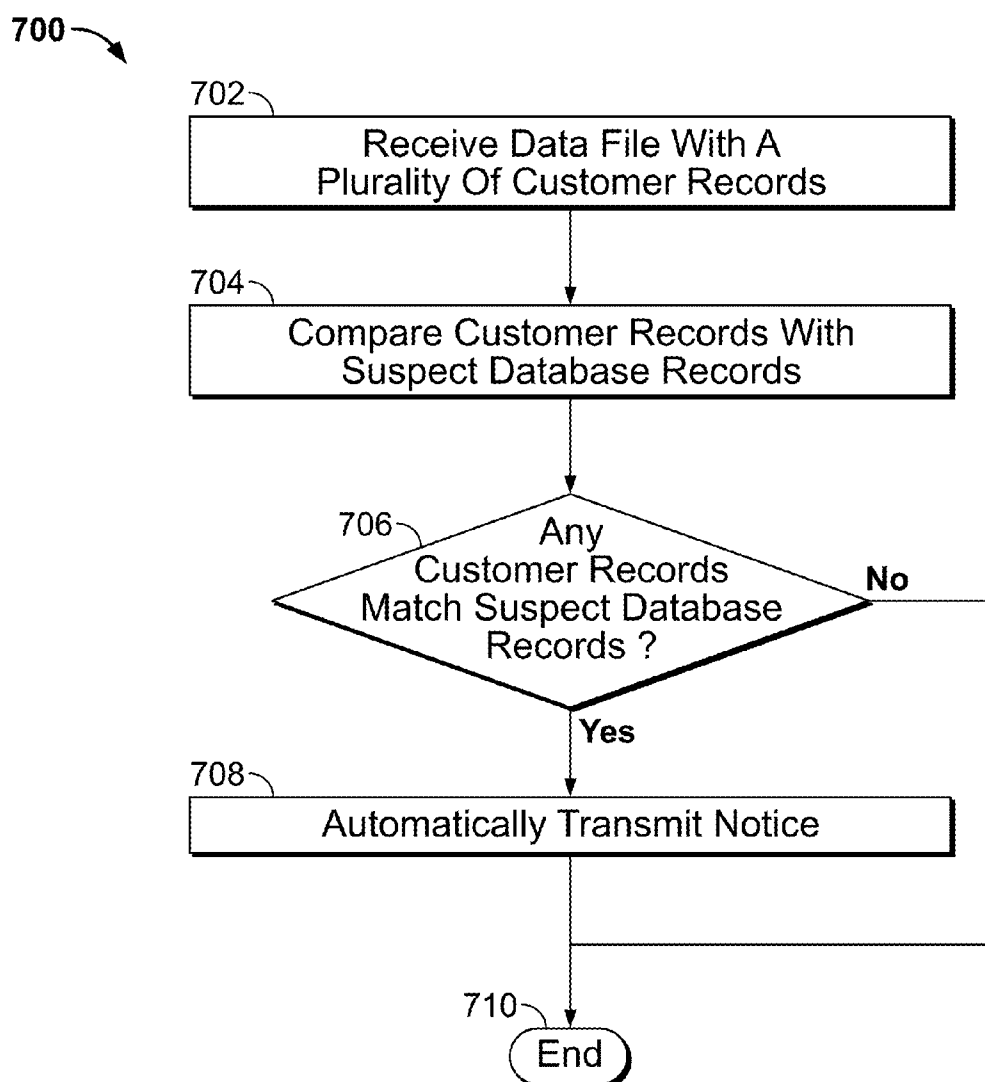 700
702
Receive Data File With A
Plurality Of Customer Records
704
Compare Customer Records With
Suspect Database Records
706
Any
Customer Records
Match Suspect Database
Records ?
No
Yes
708
Automatically Transmit Notice
710
End